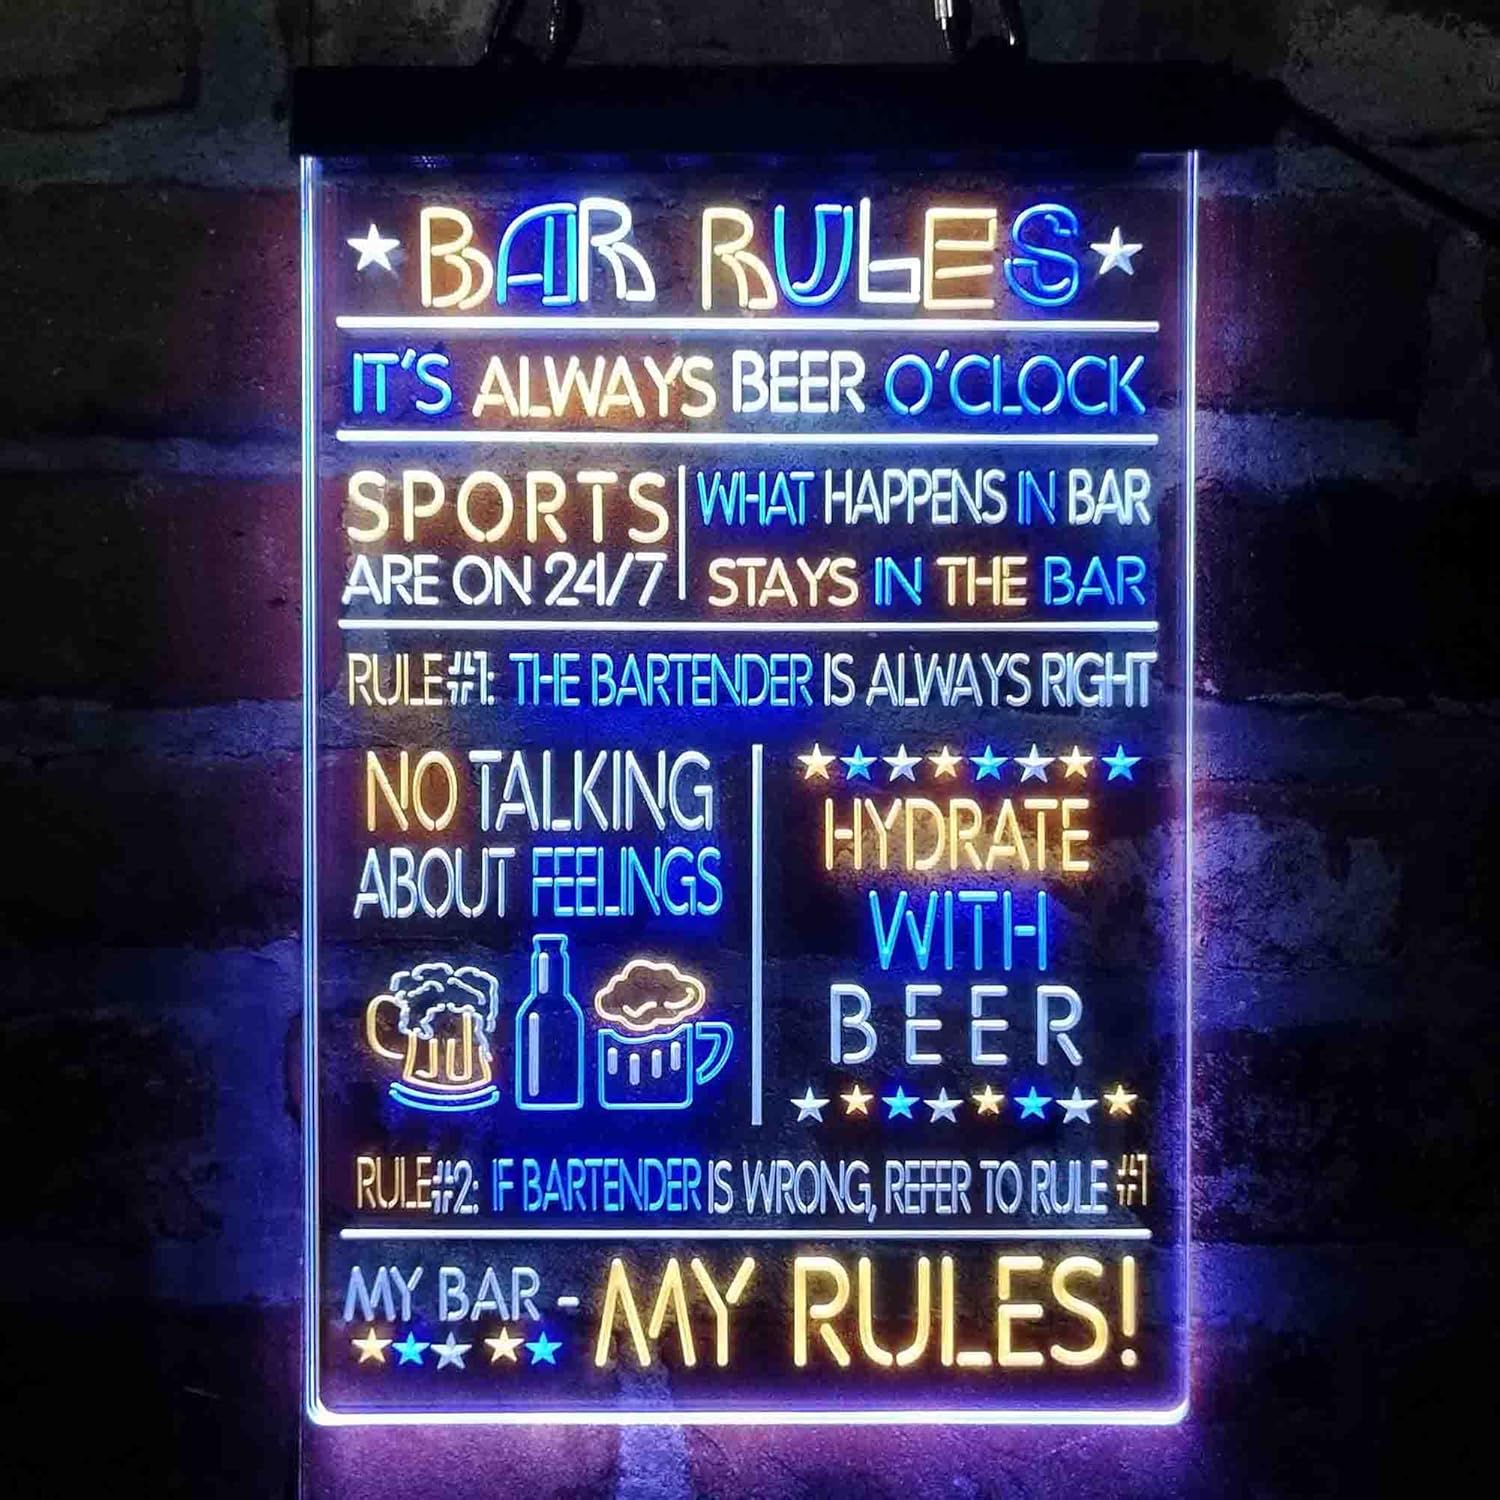 BAR RULES
IT'S ALWAYS BEER O'CLOCK
SPORTS
ARE ON 24/7
WHAT HAPPENS IN BAR
STAYS IN THE BAR
RULE#1: THE BARTENDER IS ALWAYS RIGHT
NO TALKING
ABOUT FEELINGS
HYDRATE
WITH
BEER
RULE#2: IF BARTENDER IS WRONG, REFER TO RULE #1
MY BAR - MY RULES!